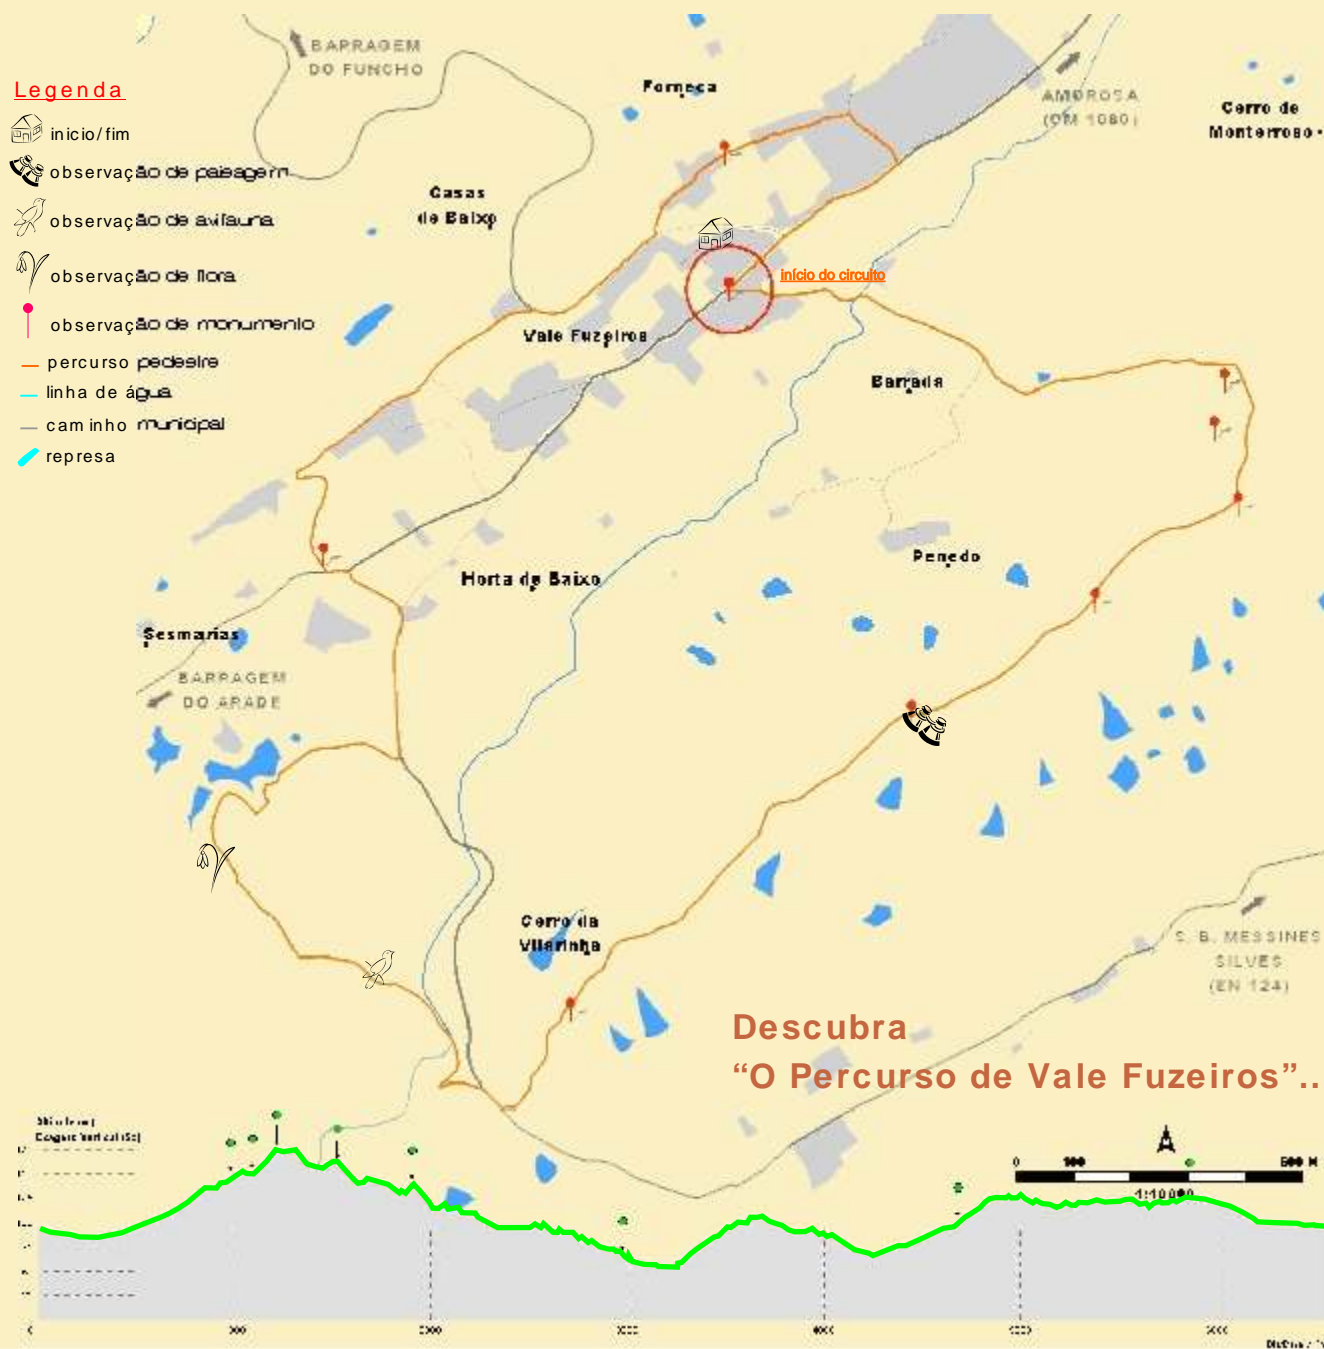 BARRAGEM
DO FUNCHO
Legenda
inicio/fim
observação de paisagem
observação de avifauna
observação de flora
observação de monumento
percurso pedestre
linha de água
caminho municipal
represa
Forneca
AMOROSA
(CM 1080)
Cerro de
Monterroso
Casas
de Baixo
início do circuito
Vale Fuzeiros
Barrada
Penedo
Horta de Baixo
Sesmarias
BARRAGEM
DO ARADE
Cerro da
Vilarinha
S. B. MESSINES
SILVES
(EN 124)
Descubra
“O Percurso de Vale Fuzeiros”..
0
500 M
1:10000
0